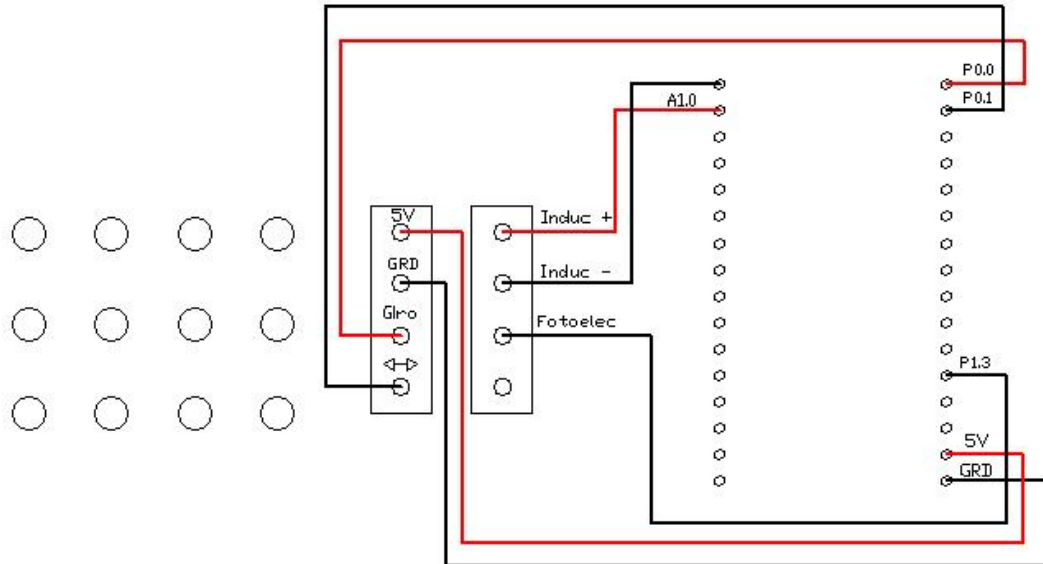 P0.0
A1.0
P0.1
5V
Induc +
GRD
Induc -
GIro
Fotoelec
P1.3
5V
GRD